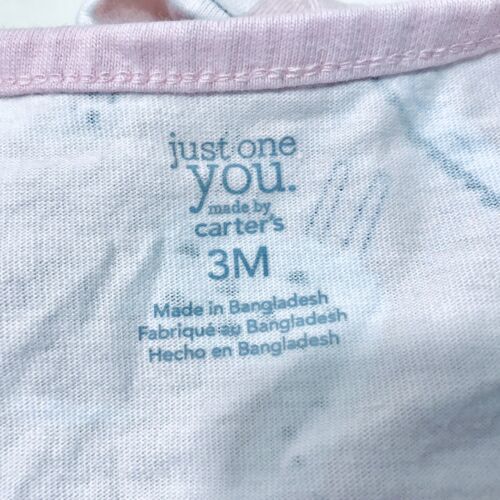 just one
you.
made by
carter's
3M
Made in Bangladesh
Fabriqué au Bangladesh
Hecho en Bangladesh